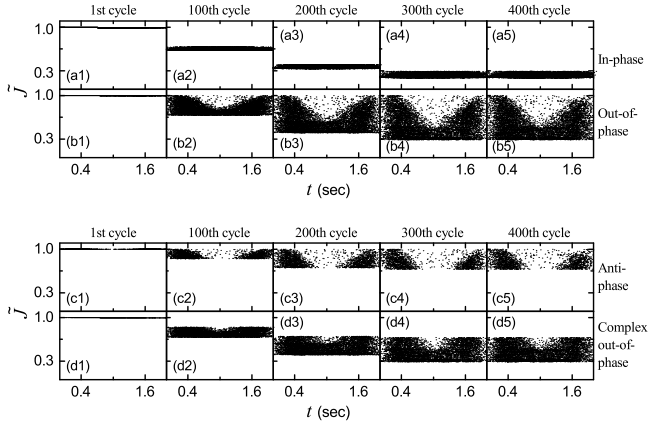 1st cycle 100th cycle 200th cycle 300th cycle 400th cycle
1.0 (a3) (a4) (a5)
In-phase
0.3 (a1) (a2)
J̃
1.0
Out-of-
phase
0.3
(b1) (b2) (b3) (b4) (b5)
0.4 1.6 0.4 1.6 0.4 1.6 0.4 1.6 0.4 1.6
t (sec)
1st cycle 100th cycle 200th cycle 300th cycle 400th cycle
1.0
Anti-
phase
0.3 (c1) (c2) (c3) (c4) (c5)
J̃
1.0 (d3) (d4) (d5)
Complex
out-of-
phase
0.3
(d1) (d2)
0.4 1.6 0.4 1.6 0.4 1.6 0.4 1.6 0.4 1.6
t (sec)